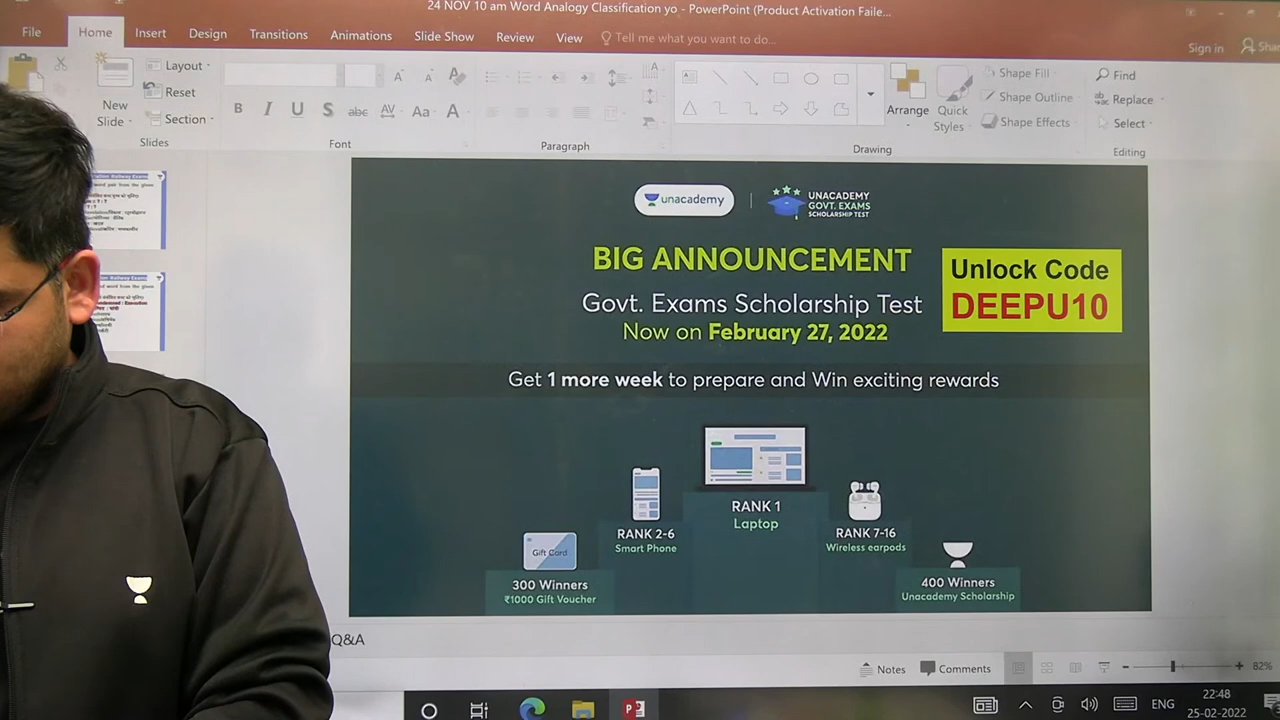 24 NOV 10 am Word Analogy Classification yo - PowerPoint (Product Activation Faile...
File Home Insert Design Transitions Animations Slide Show Review View Tell me what you want to do...
Sign in
Layout
Reset
Section
New
Slide
Slides
B I U S abc AV Aa A
Font
Paragraph
Arrange
Quick
Styles
Shape Fill
Shape Outline
Shape Effects
Drawing
Find
Replace
Select
Editing
unacademy
UNACADEMY
GOVT. EXAMS
SCHOLARSHIP TEST
BIG ANNOUNCEMENT
Govt. Exams Scholarship Test
Now on February 27, 2022
Unlock Code
DEEPU10
Get 1 more week to prepare and Win exciting rewards
RANK 1
Laptop
RANK 2-6
Smart Phone
RANK 7-16
Wireless earpods
Gift Card
300 Winners
₹1000 Gift Voucher
400 Winners
Unacademy Scholarship
Q&A
Notes Comments 82%
ENG
22:48
25-02-2022